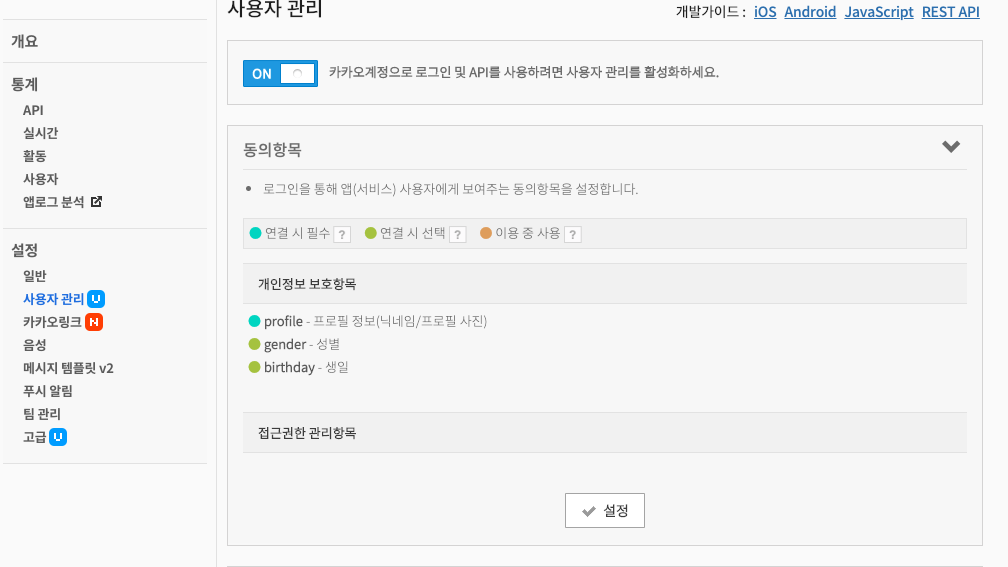 사용자 관리
개발가이드 : iOS Android JavaScript REST API
개요
통계
API
실시간
활동
사용자
앱로그 분석
설정
일반
사용자 관리 U
카카오링크 N
음성
메시지 템플릿 v2
푸시 알림
팀 관리
고급 U
ON 카카오계정으로 로그인 및 API를 사용하려면 사용자 관리를 활성화하세요.
동의항목
• 로그인을 통해 앱(서비스) 사용자에게 보여주는 동의항목을 설정합니다.
연결 시 필수 ? 연결 시 선택 ? 이용 중 사용 ?
개인정보 보호항목
profile - 프로필 정보(닉네임/프로필 사진)
gender - 성별
birthday - 생일
접근권한 관리항목
설정